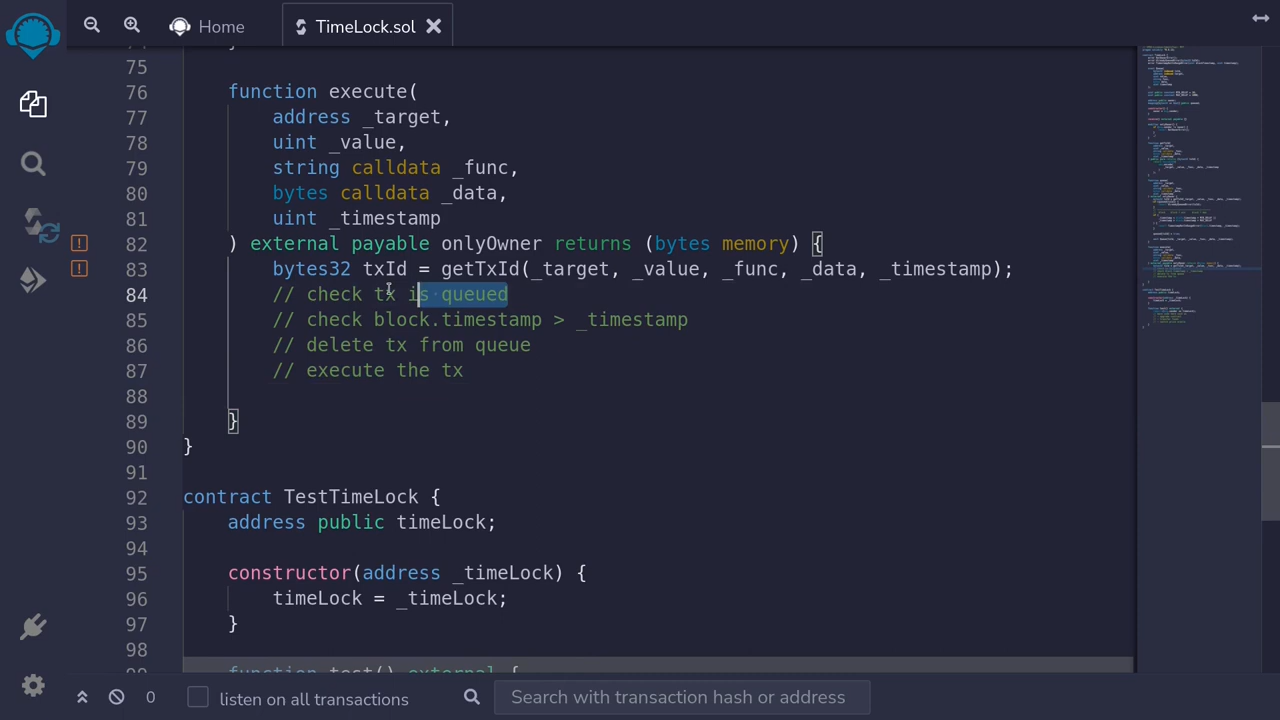 Home
TimeLock.sol
75
76 function execute(
77 address _target,
78 uint _value,
79 string calldata _func,
80 bytes calldata _data,
81 uint _timestamp
82 ) external payable onlyOwner returns (bytes memory) {
83 bytes32 txId = getTxId(_target, _value, _func, _data, _timestamp);
84 // check tx is queued
85 // check block.timestamp > _timestamp
86 // delete tx from queue
87 // execute the tx
88
89 }
90 }
91
92 contract TestTimeLock {
93 address public timeLock;
94
95 constructor(address _timeLock) {
96 timeLock = _timeLock;
97 }
98
function test() external {
0
listen on all transactions
Search with transaction hash or address